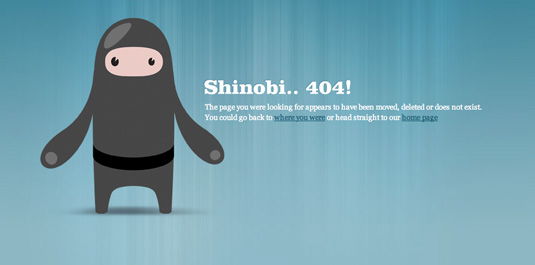 Shinobi.. 404!
The page you were looking for appears to have been moved, deleted or does not exist.
You could go back to where you were or head straight to our home page